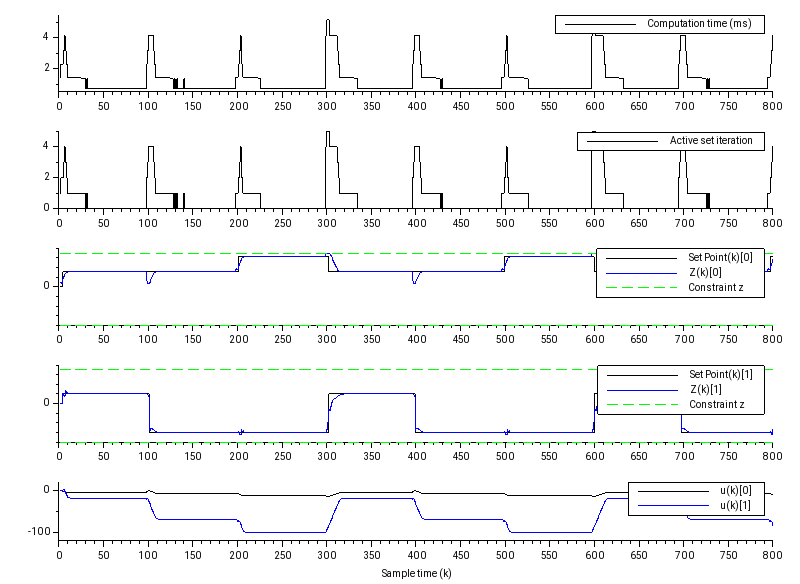 Computation time (ms)
4
2
0 50 100 150 200 250 300 350 400 450 500 550 600 650 700 750 800
Active set iteration
4
2
0
0 50 100 150 200 250 300 350 400 450 500 550 600 650 700 750 800
Set Point(k)[0]
Z(k)[0]
Constraint z
0
0 50 100 150 200 250 300 350 400 450 500 550 600 650 700 750 800
Set Point(k)[1]
Z(k)[1]
Constraint z
0
0 50 100 150 200 250 300 350 400 450 500 550 600 650 700 750 800
u(k)[0]
u(k)[1]
0
-100
0 50 100 150 200 250 300 350 400 450 500 550 600 650 700 750 800
Sample time (k)